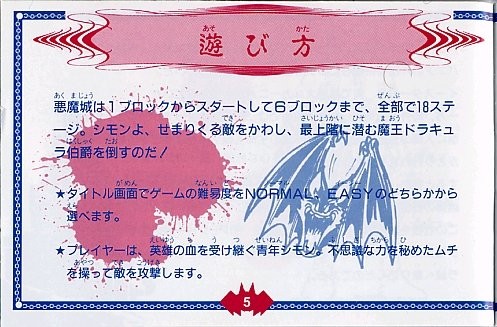 遊び方
悪魔城は1ブロックからスタートして6ブロックまで、全部で18ステ
ージ。シモンよ、せまりくる敵をかわし、最上階に潜む魔王ドラキュ
ラ伯爵を倒すのだ!
★タイトル画面でゲームの難易度をNORMAL、EASYのどちらかから
選べます。
★プレイヤーは、英雄の血を受け継ぐ青年シモン。不思議な力を秘めたムチ
を操って敵を攻撃します。
5